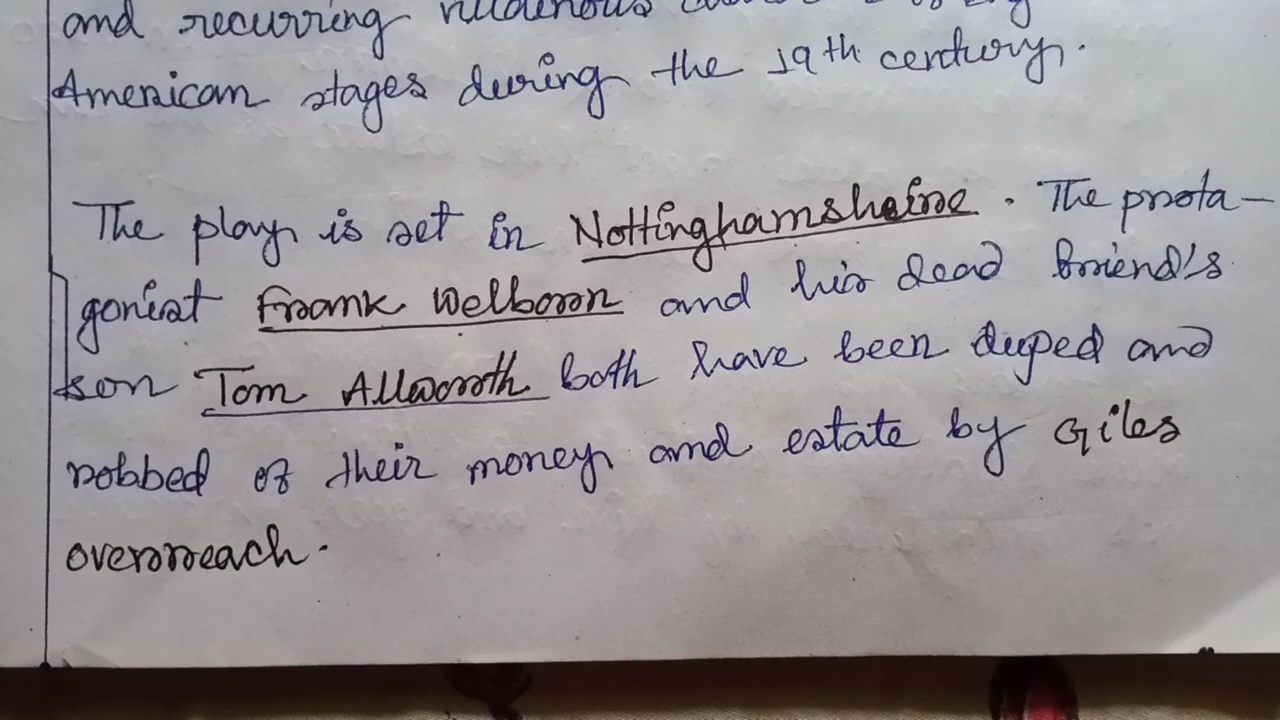 and recurring
American stages during the 19th century.
The play is set in Nottinghamsheire. The prota-
gonist Frank Welborn and his dead friend's
son Tom Allworth both have been duped and
robbed of their money and estate by Giles
overreach.